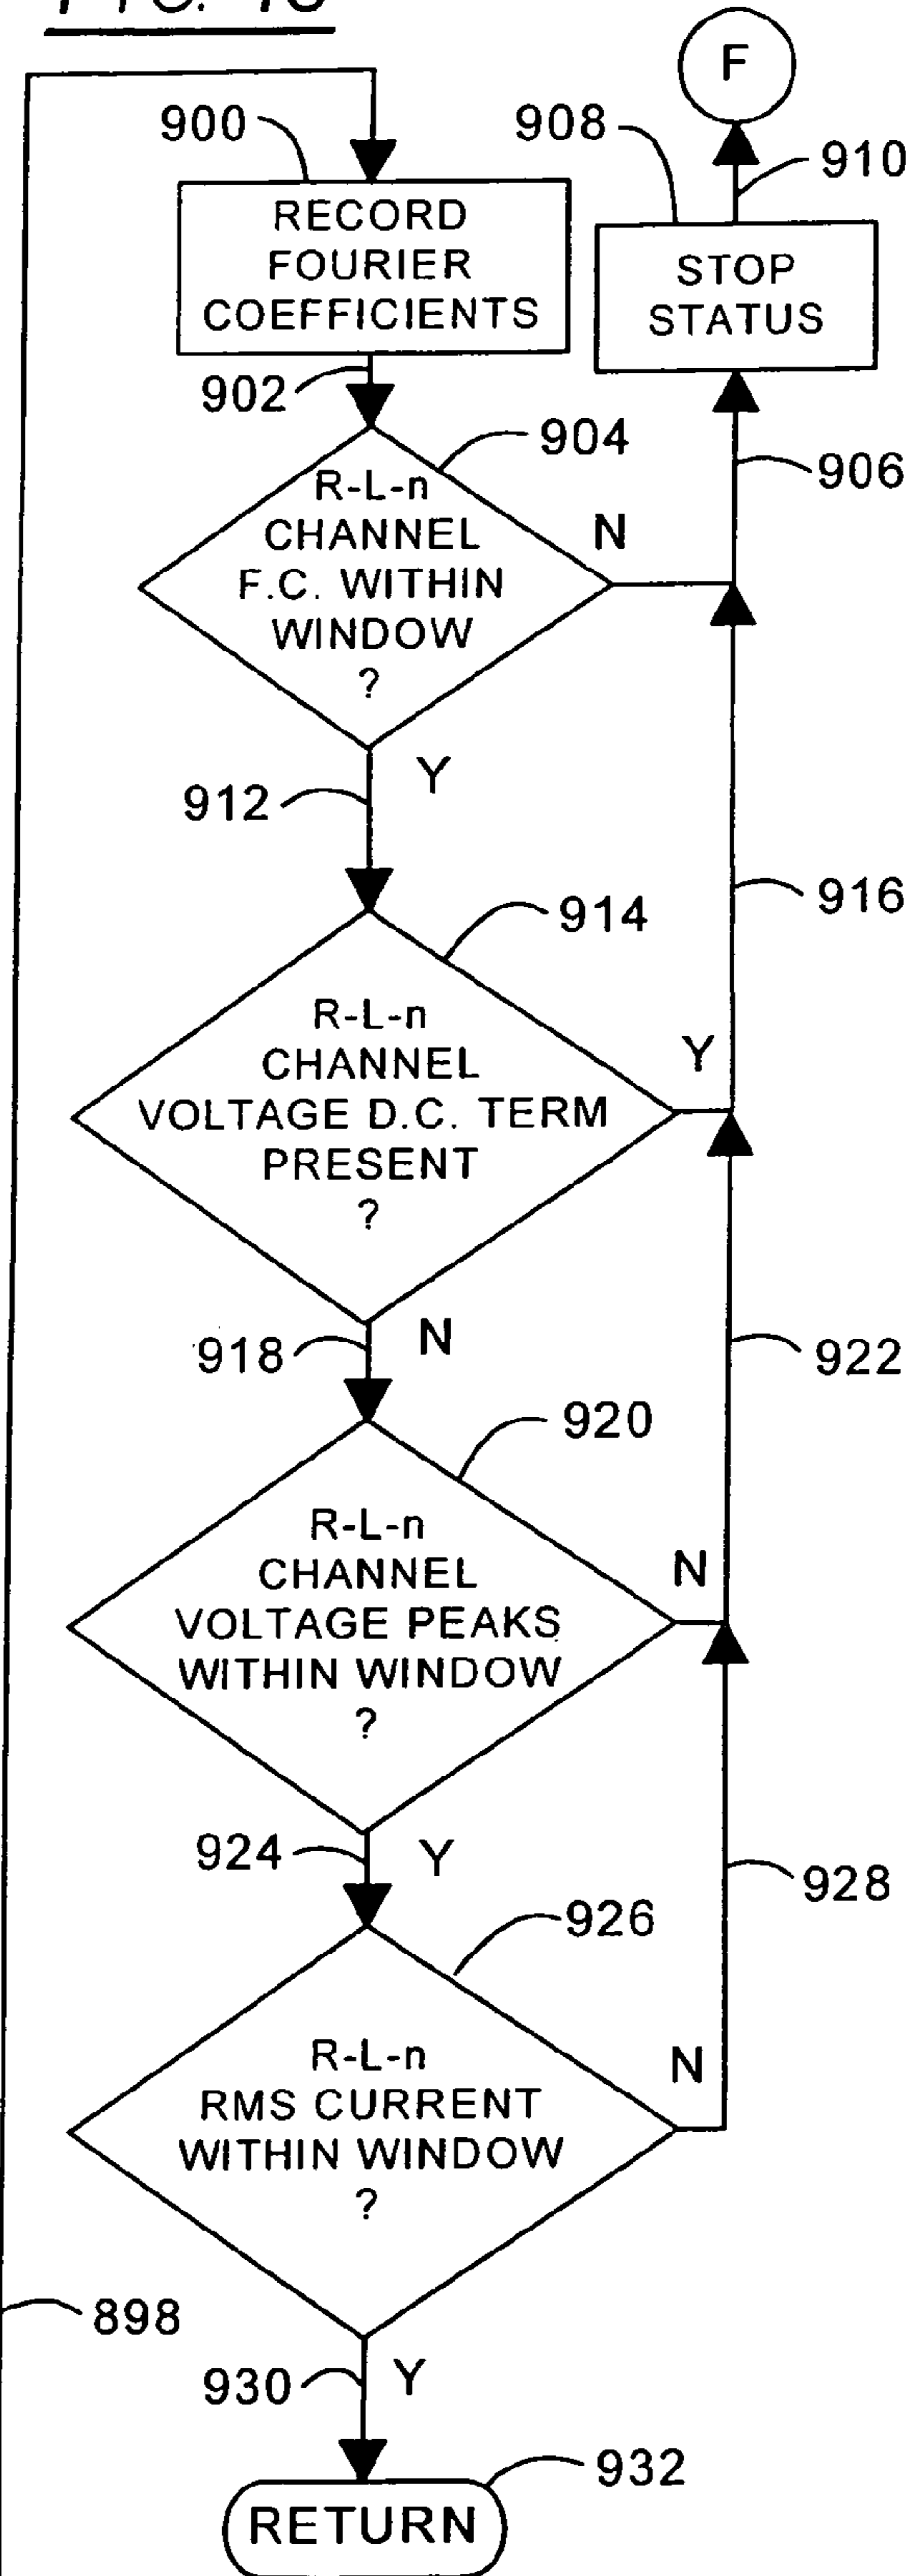 F
900
908
910
RECORD
FOURIER
COEFFICIENTS
STOP
STATUS
902
904
906
R-L-n
CHANNEL
F.C. WITHIN
WINDOW
?
N
Y
912
916
914
R-L-n
CHANNEL
VOLTAGE D.C. TERM
PRESENT
?
Y
N
918
922
920
R-L-n
CHANNEL
VOLTAGE PEAKS
WITHIN WINDOW
?
N
924
Y
928
926
R-L-n
RMS CURRENT
WITHIN WINDOW
?
N
898
930
Y
932
RETURN